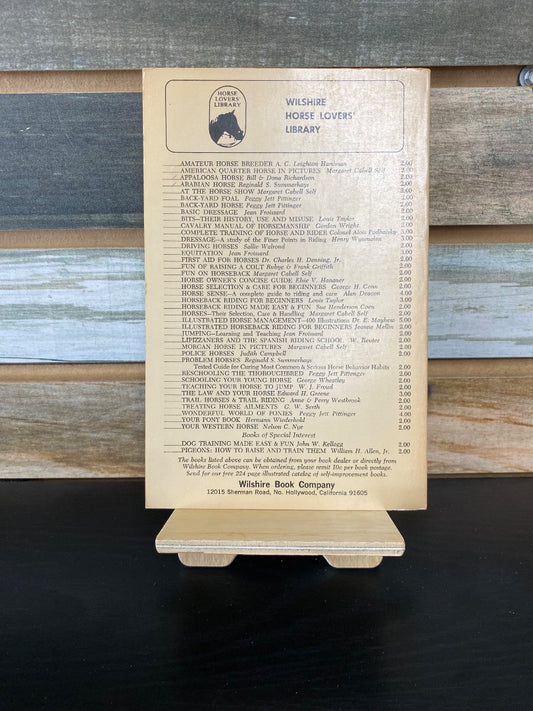 HORSE
LOVERS'
LIBRARY
WILSHIRE
HORSE LOVERS'
LIBRARY
AMATEUR HORSE BREEDER A. C. Leighton Hardman 2.00
AMERICAN QUARTER HORSE IN PICTURES Margaret Cabell Self 2.00
APPALOOSA HORSE Bill & Dona Richardson 2.00
ARABIAN HORSE Reginald S. Summerhays 2.00
AT THE HORSE SHOW Margaret Cabell Self 2.00
BACK-YARD FOAL Peggy Jett Pittinger 2.00
BACK-YARD HORSE Peggy Jett Pittinger 2.00
BASIC DRESSAGE Jean Froissard 2.00
BITS—THEIR HISTORY, USE AND MISUSE Louis Taylor 2.00
CAVALRY MANUAL OF HORSEMANSHIP Gordon Wright 2.00
COMPLETE TRAINING OF HORSE AND RIDER Colonel Alois Podhajsky 3.00
DRESSAGE—A study of the Finer Points in Riding Henry Wynmalen
DRIVING HORSES Sallie Walrond 2.00
EQUITATION Jean Froissard 2.00
FIRST AID FOR HORSES Dr. Charles H. Denning, Jr. 2.00
FUN OF RAISING A COLT Rubye & Frank Griffith 2.00
FUN ON HORSEBACK Margaret Cabell Self
HORSE OWNER'S CONCISE GUIDE Elsie V. Hanauer 2.00
HORSE SELECTION & CARE FOR BEGINNERS George H. Conn
HORSE SENSE—A complete guide to riding and care Alan Deacon 4.00
HORSEBACK RIDING FOR BEGINNERS Louis Taylor 3.00
HORSEBACK RIDING MADE EASY & FUN Sue Henderson Coen 2.00
HORSES—Their Selection, Care & Handling Margaret Cabell Self 2.00
ILLUSTRATED HORSE MANAGEMENT—400 Illustrations Dr. E. Mayhew 5.00
ILLUSTRATED HORSEBACK RIDING FOR BEGINNERS Jeanne Mellin 2.00
JUMPING—Learning and Teaching Jean Froissard 2.00
LIPIZZANERS AND THE SPANISH RIDING SCHOOL W. Reuter 2.00
MORGAN HORSE IN PICTURES Margaret Cabell Self 2.00
POLICE HORSES Judith Campbell 2.00
PROBLEM HORSES Reginald S. Summerhays
Tested Guide for Curing Most Common & Serious Horse Behavior Habits 2.00
RESCHOOLING THE THOROUGHBRED Peggy Jett Pittenger 2.00
SCHOOLING YOUR YOUNG HORSE George Wheatley 2.00
TEACHING YOUR HORSE TO JUMP W. J. Froud 2.00
THE LAW AND YOUR HORSE Edward H. Greene 3.00
TRAIL HORSES & TRAIL RIDING Anne & Perry Westbrook 2.00
TREATING HORSE AILMENTS G. W. Serth 2.00
WONDERFUL WORLD OF PONIES Peggy Jett Pittenger 4.00
YOUR PONY BOOK Hermann Wiederhold 2.00
YOUR WESTERN HORSE Nelson C. Nye 2.00
Books of Special Interest
DOG TRAINING MADE EASY & FUN John W. Kellogg 2.00
PIGEONS: HOW TO RAISE AND TRAIN THEM William H. Allen, Jr. 2.00
The books listed above can be obtained from your book dealer or directly from
Wilshire Book Company. When ordering, please remit 10c per book postage.
Send for our free 224 page illustrated catalog of self-improvement books.
Wilshire Book Company
12015 Sherman Road, No. Hollywood, California 91605